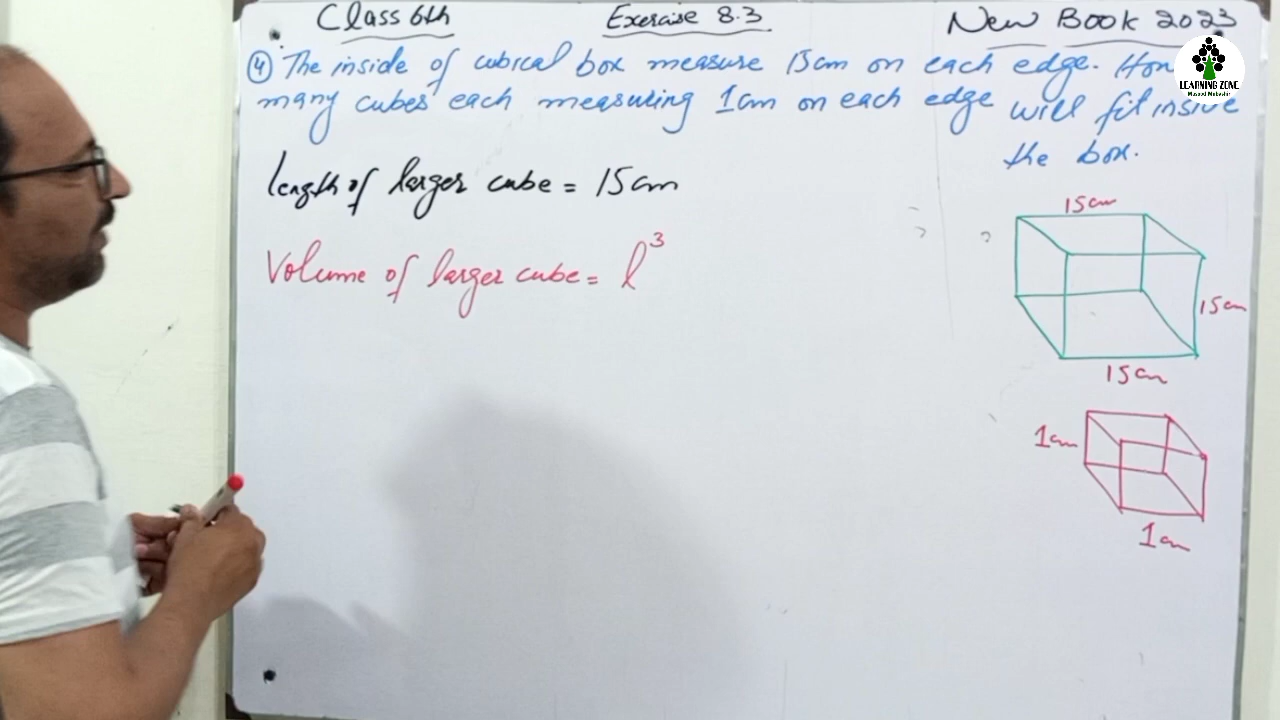 Class 6th Exercise 8.3 New Book 2023
④ The inside of cubical box measure 15cm on each edge. How
many cubes each measuring 1cm on each edge will fit inside
the box.
LEARNING ZONE
length of larger cube = 15cm
Volume of larger cube = l³
15cm
15cm
15cm
1cm
1cm